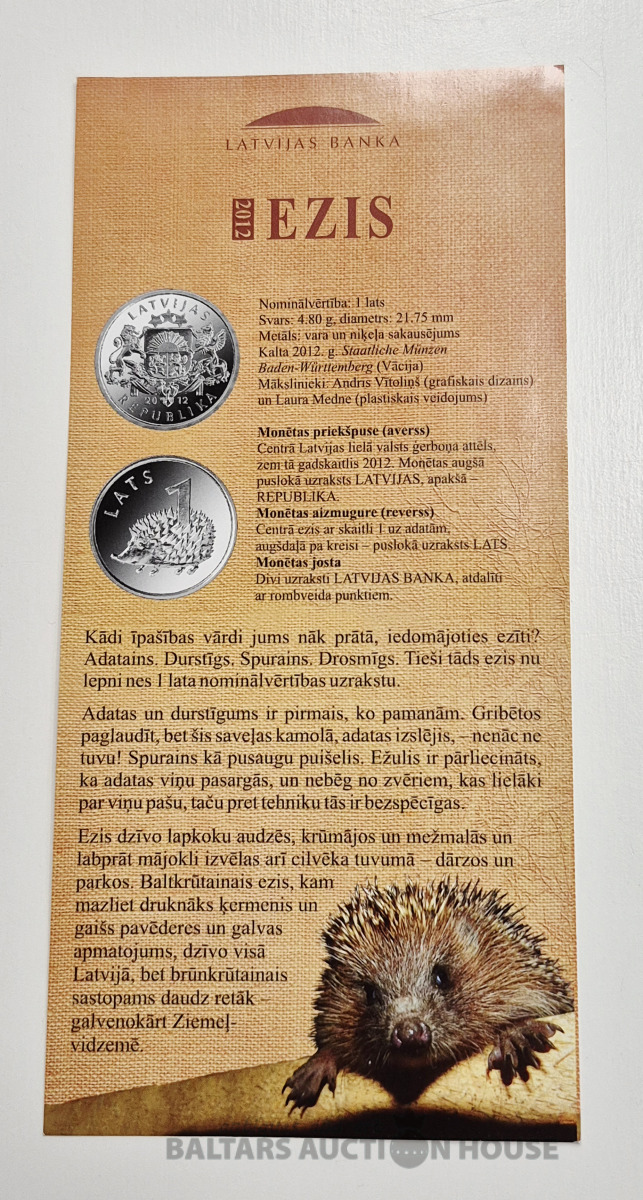 LATVIJAS BANKA
2012 EZIS
LATVIJAS
2012
REPUBLIKA
Nominālvērtība: 1 lats
Svars: 4.80 g, diametrs: 21.75 mm
Metāls: vara un niķeļa sakausējums
Kalta 2012. g. Staatliche Münzen
Baden-Württemberg (Vācija)
Mākslinieki: Andris Vītoliņš (grafiskais dizains)
un Laura Medne (plastiskais veidojums)
LATS
1
Monētas priekšpuse (averss)
Centrā Latvijas lielā valsts ģerboņa attēls,
zem tā gadskaitlis 2012. Monētas augšā
puslokā uzraksts LATVIJAS, apakšā –
REPUBLIKA.
Monētas aizmugure (reverss)
Centrā ezis ar skaitli 1 uz adatām,
augšdaļā pa kreisi – puslokā uzraksts LATS.
Monētas josta
Divi uzraksti LATVIJAS BANKA, atdalīti
ar rombveida punktiem.
Kādi īpašības vārdi jums nāk prātā, iedomājoties ezīti?
Adatains. Durstīgs. Spurains. Drosmīgs. Tieši tāds ezis nu
lepni nes 1 lata nominālvērtības uzrakstu.
Adatas un durstīgums ir pirmais, ko pamanām. Gribētos
paglaudīt, bet šis saveļas kamolā, adatas izslējis, – nenāc ne
tuvu! Spurains kā pusaugu puišelis. Ežulis ir pārliecināts,
ka adatas viņu pasargās, un nebēg no zvēriem, kas lielāki
par viņu pašu, taču pret tehniku tās ir bezspēcīgas.
Ezis dzīvo lapkoku audzēs, krūmājos un mežmalās un
labprāt mājokli izvēlas arī cilvēka tuvumā – dārzos un
parkos. Baltkrūtainais ezis, kam
mazliet druknāks ķermenis un
gaišs pavēderes un galvas
apmatojums, dzīvo visā
Latvijā, bet brūnkrūtainais
sastopams daudz retāk –
galvenokārt Ziemeļ-
vidzemē.
BALTARS AUCTION HOUSE